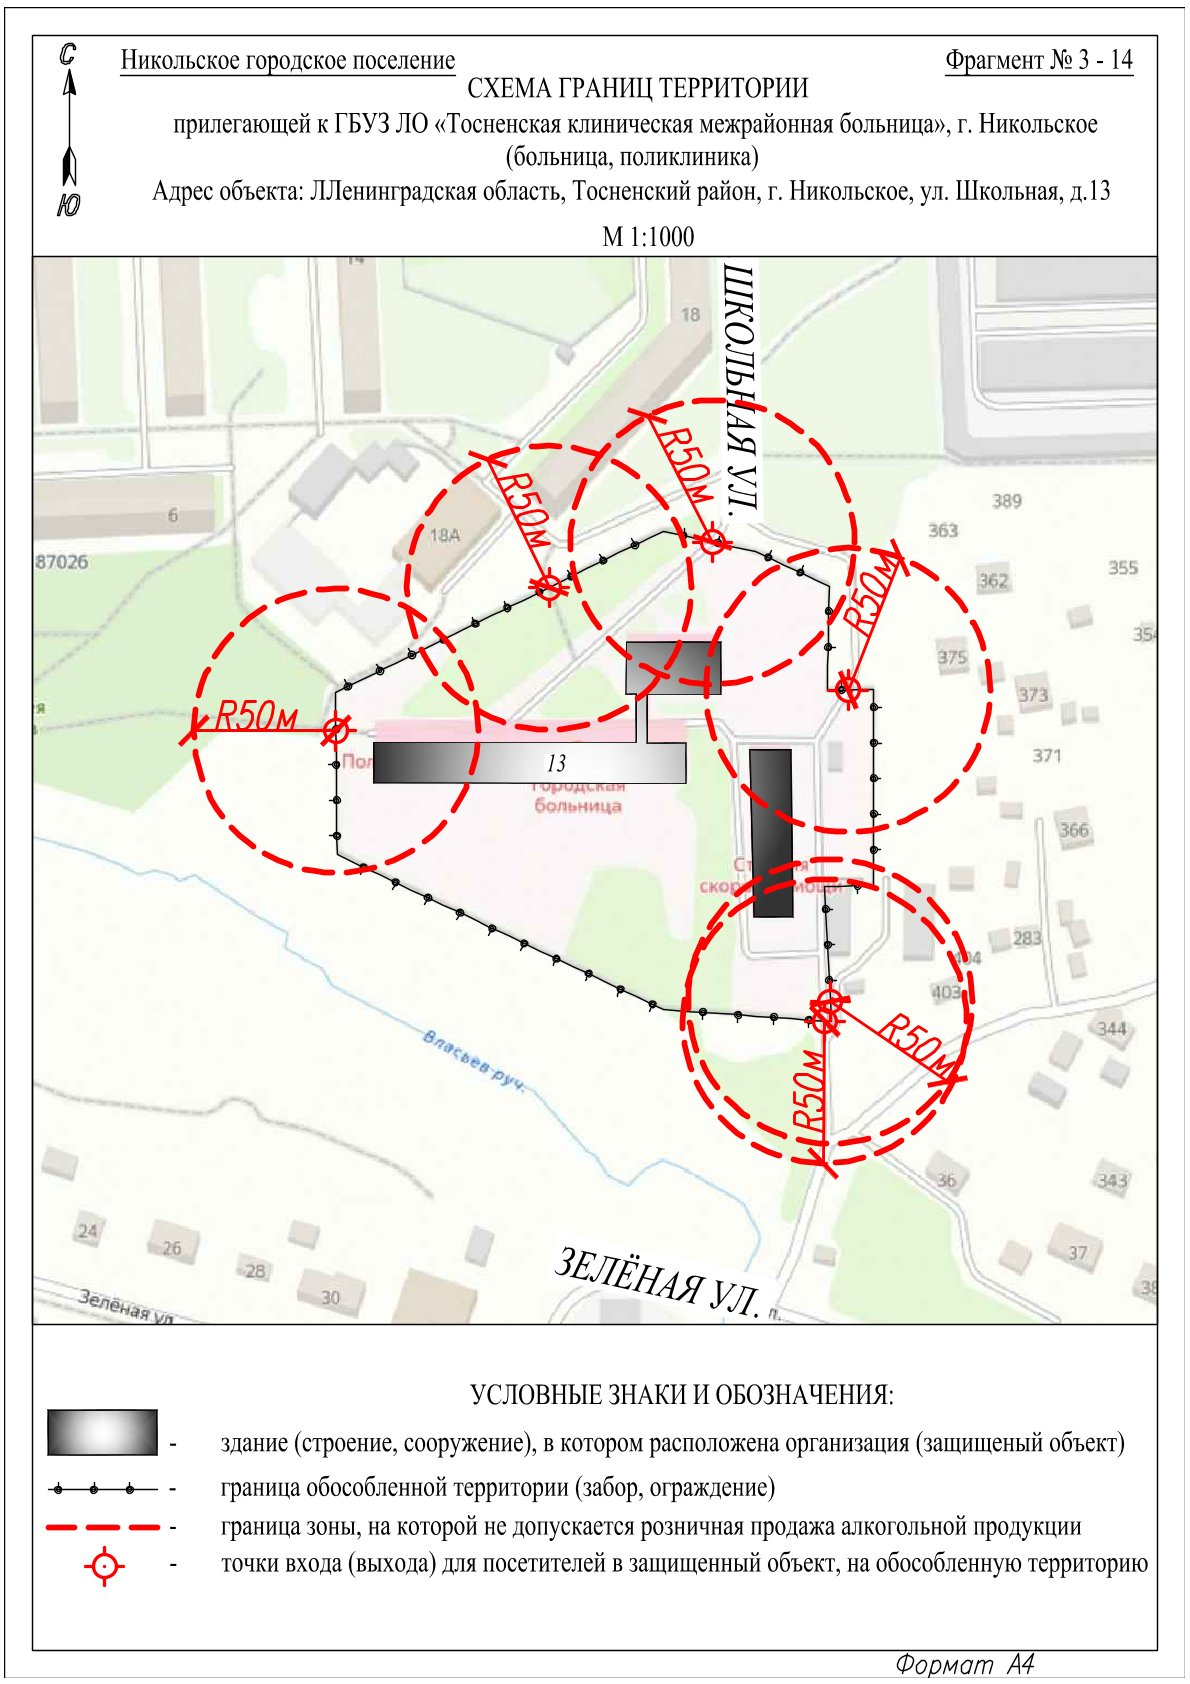 С
Ю
Никольское городское поселение
Фрагмент № 3 - 14
СХЕМА ГРАНИЦ ТЕРРИТОРИИ
прилегающей к ГБУЗ ЛО «Тосненская клиническая межрайонная больница», г. Никольское
(больница, поликлиника)
Адрес объекта: ЛЛенинградская область, Тосненский район, г. Никольское, ул. Школьная, д.13
М 1:1000
14
18
ШКОЛЬНАЯ УЛ.
R50м
R50м
6
18А
389
363
87026
362
355
R50м
354
375
373
R50м
371
13
Городская
больница
366
283
404
403
R50м
344
R50м
Власьев руч.
36
343
24
26
28
30
37
ЗЕЛЁНАЯ УЛ.
Зелёная ул.
УСЛОВНЫЕ ЗНАКИ И ОБОЗНАЧЕНИЯ:
- здание (строение, сооружение), в котором расположена организация (защищеный объект)
- граница обособленной территории (забор, ограждение)
- граница зоны, на которой не допускается розничная продажа алкогольной продукции
- точки входа (выхода) для посетителей в защищенный объект, на обособленную территорию
Формат А4